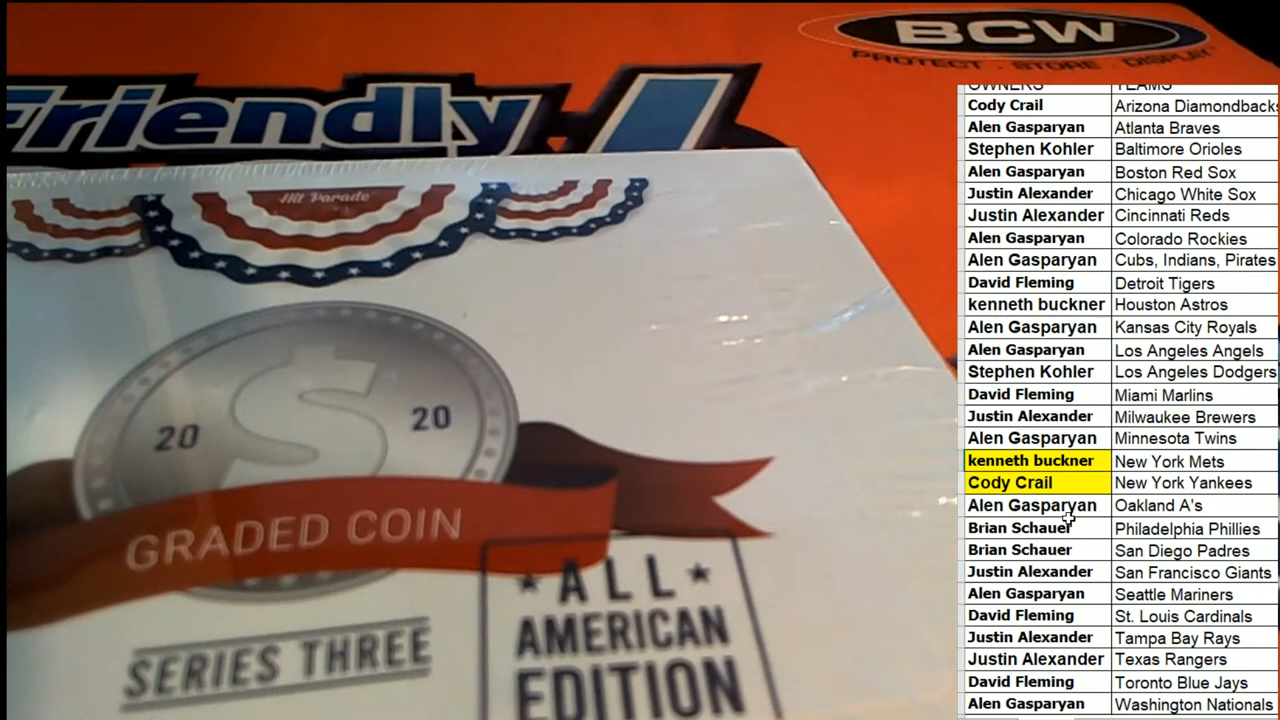 BCW
PROTECT · STORE · DISPLAY
Friendly
Hit Parade
20 20
GRADED COIN
SERIES THREE
ALL
AMERICAN
EDITION
OWNERS TEAMS
Cody Crail Arizona Diamondbacks
Alen Gasparyan Atlanta Braves
Stephen Kohler Baltimore Orioles
Alen Gasparyan Boston Red Sox
Justin Alexander Chicago White Sox
Justin Alexander Cincinnati Reds
Alen Gasparyan Colorado Rockies
Alen Gasparyan Cubs, Indians, Pirates
David Fleming Detroit Tigers
kenneth buckner Houston Astros
Alen Gasparyan Kansas City Royals
Alen Gasparyan Los Angeles Angels
Stephen Kohler Los Angeles Dodgers
David Fleming Miami Marlins
Justin Alexander Milwaukee Brewers
Alen Gasparyan Minnesota Twins
kenneth buckner New York Mets
Cody Crail New York Yankees
Alen Gasparyan Oakland A's
Brian Schauer Philadelphia Phillies
Brian Schauer San Diego Padres
Justin Alexander San Francisco Giants
Alen Gasparyan Seattle Mariners
David Fleming St. Louis Cardinals
Justin Alexander Tampa Bay Rays
Justin Alexander Texas Rangers
David Fleming Toronto Blue Jays
Alen Gasparyan Washington Nationals